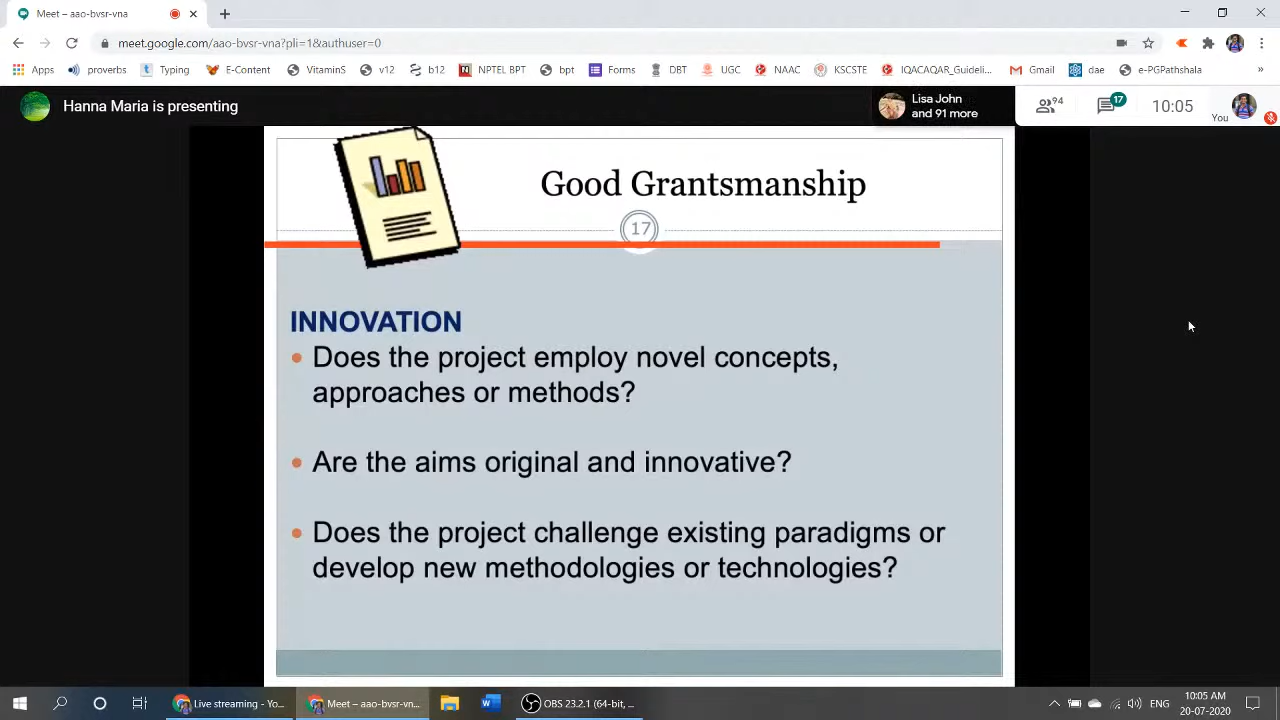 Meet – aao-bvsr-vna
meet.google.com/aao-bvsr-vna?pli=1&authuser=0
Apps proverbs Typing E-Content VitaminS v12 b12 NPTEL BPT bpt Forms DBT UGC NAAC KSCSTE IQACAQAR_Guideli... Gmail dae e-PGPathshala »
Hanna Maria is presenting
Lisa John
and 91 more
94
17
10:05
You
Good Grantsmanship
17
INNOVATION
• Does the project employ novel concepts,
approaches or methods?
• Are the aims original and innovative?
• Does the project challenge existing paradigms or
develop new methodologies or technologies?
Live streaming - Yo... Meet – aao-bvsr-vn... OBS 23.2.1 (64-bit, ... ENG
10:05 AM
20-07-2020